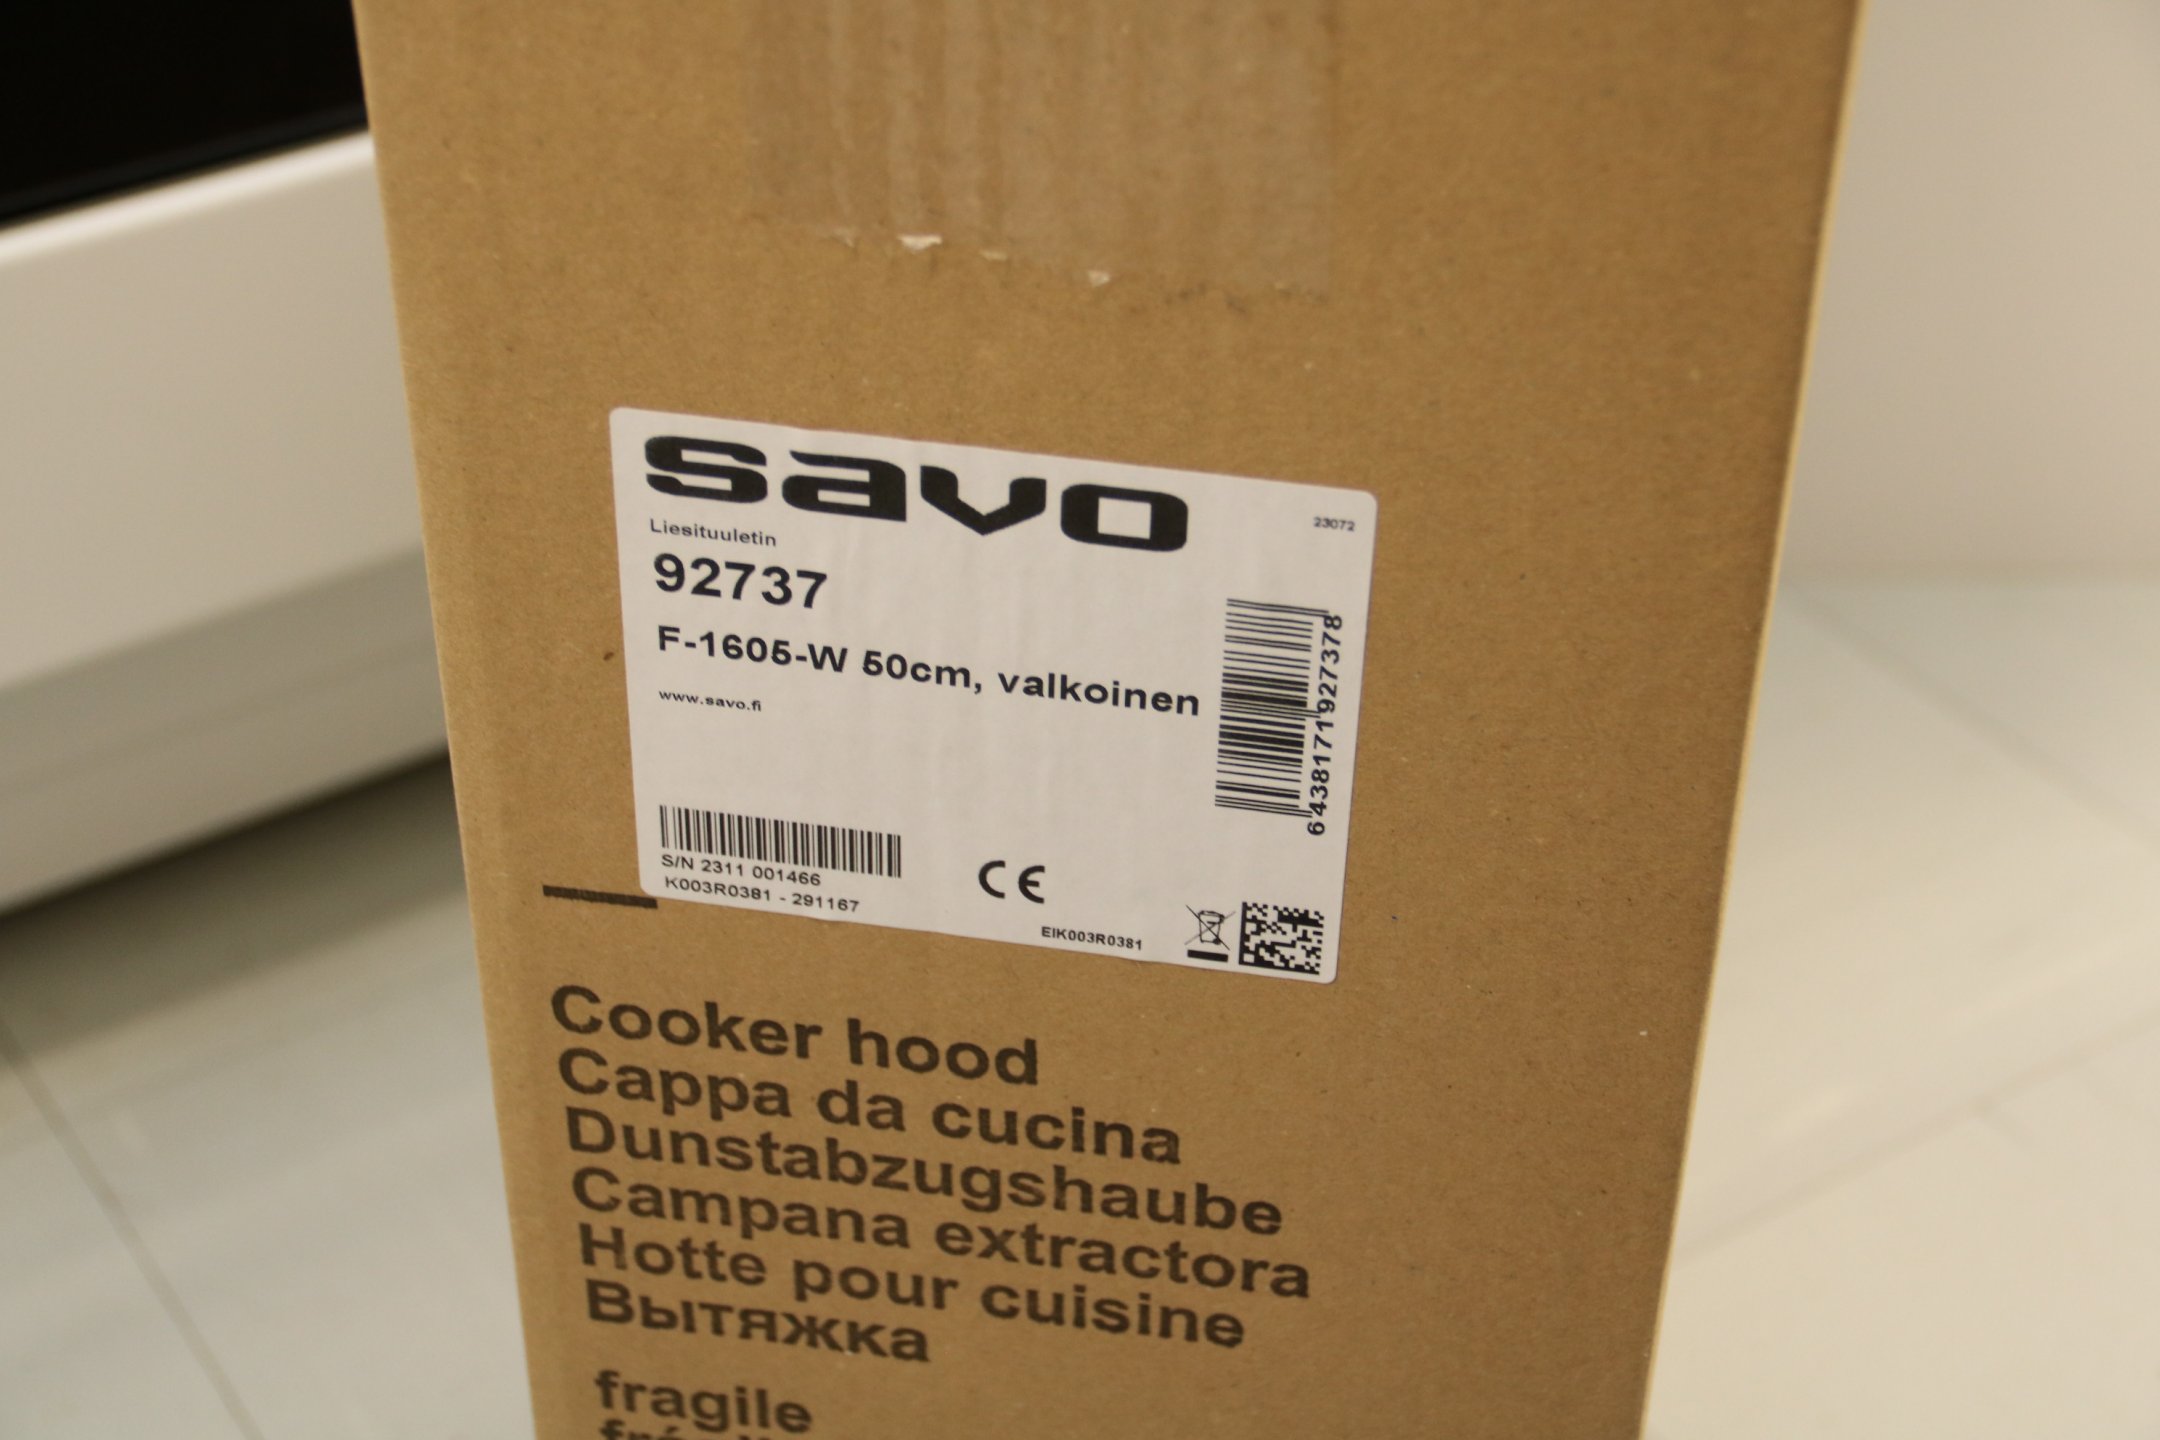 savo
23072
Liesituuletin
92737
F-1605-W 50cm, valkoinen
www.savo.fi
6438171927378
S/N 2311 001466
K003R0381 - 291167
CE
EIK003R0381
Cooker hood
Cappa da cucina
Dunstabzugshaube
Campana extractora
Hotte pour cuisine
Вытяжка
fragile